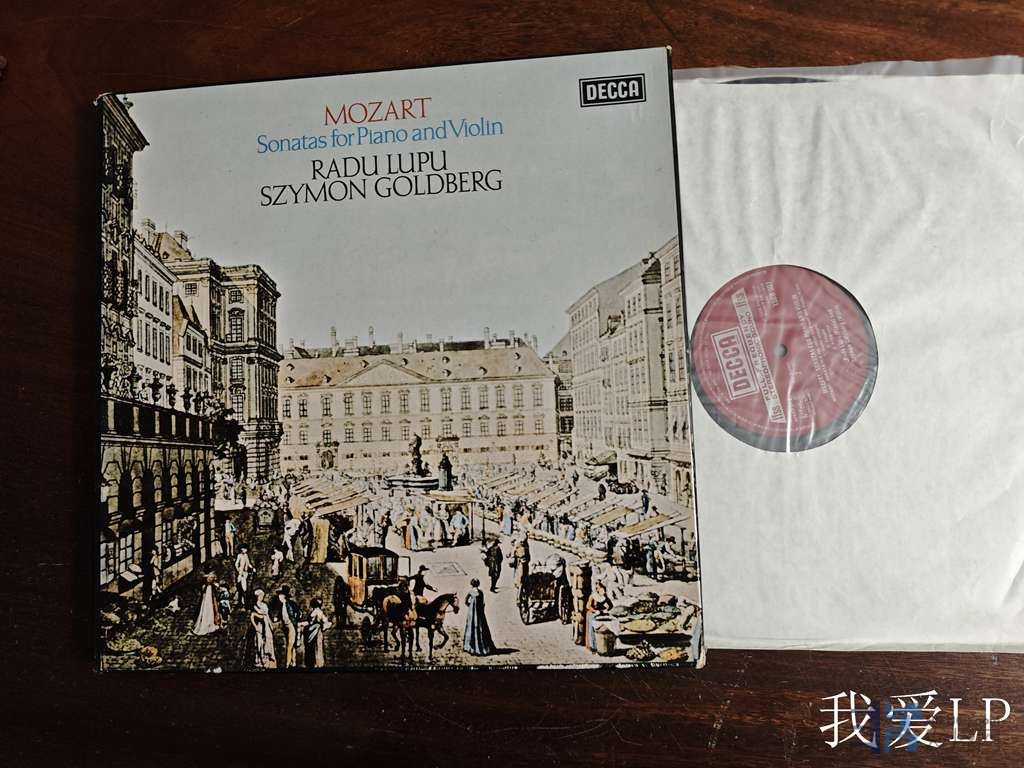 DECCA
MOZART
Sonatas for Piano and Violin
RADU LUPU
SZYMON GOLDBERG
DECCA
我爱LP